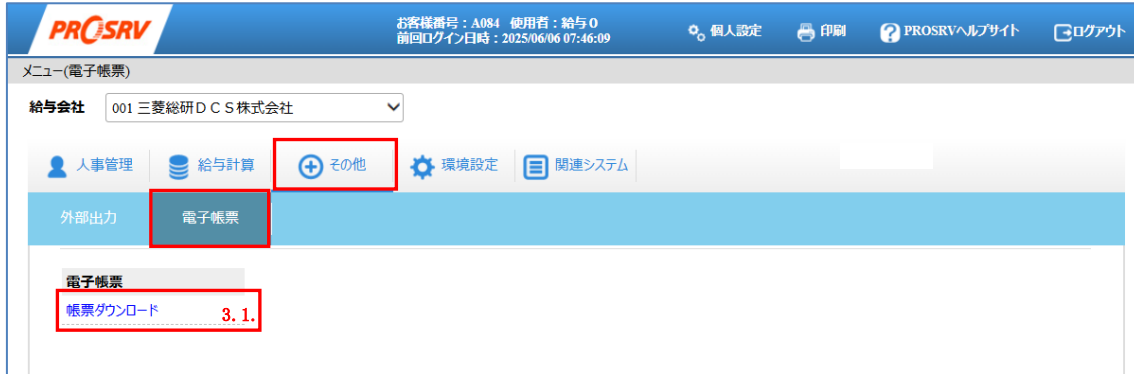 PROSRV
お客様番号：A084 使用者：給与０
前回ログイン日時：2025/06/06 07:46:09
個人設定
印刷
PROSRVヘルプサイト
ログアウト
メニュー(電子帳票)
給与会社 001 三菱総研ＤＣＳ株式会社
人事管理 給与計算 その他 環境設定 関連システム
外部出力 電子帳票
電子帳票
帳票ダウンロード 3.1.